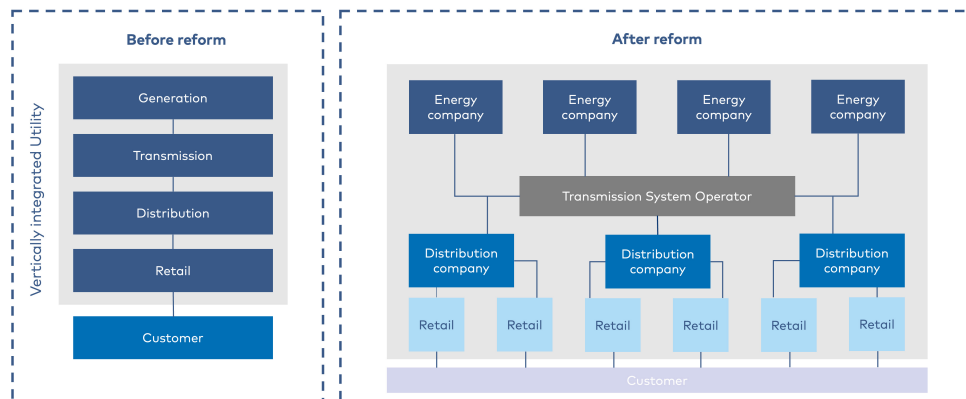 Before reform
Vertically integrated Utility
Generation
Transmission
Distribution
Retail
Customer
After reform
Energy
company
Energy
company
Energy
company
Energy
company
Transmission System Operator
Distribution
company
Distribution
company
Distribution
company
Retail
Retail
Retail
Retail
Retail
Retail
Customer